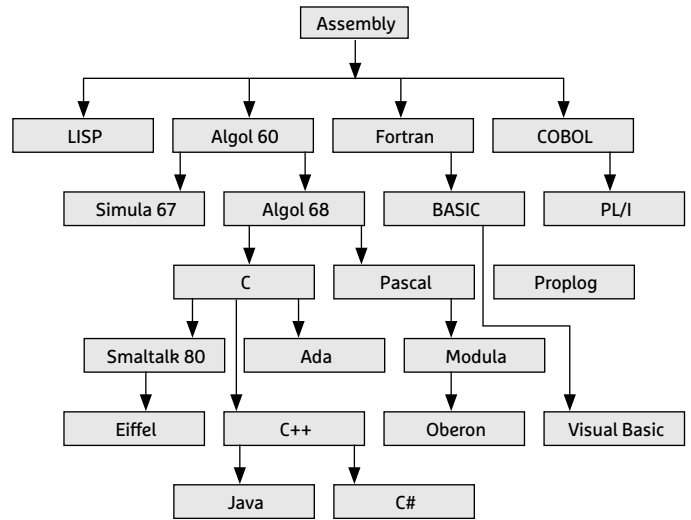 Assembly
LISP
Algol 60
Fortran
COBOL
Simula 67
Algol 68
BASIC
PL/I
C
Pascal
Proplog
Smaltalk 80
Ada
Modula
Eiffel
C++
Oberon
Visual Basic
Java
C#